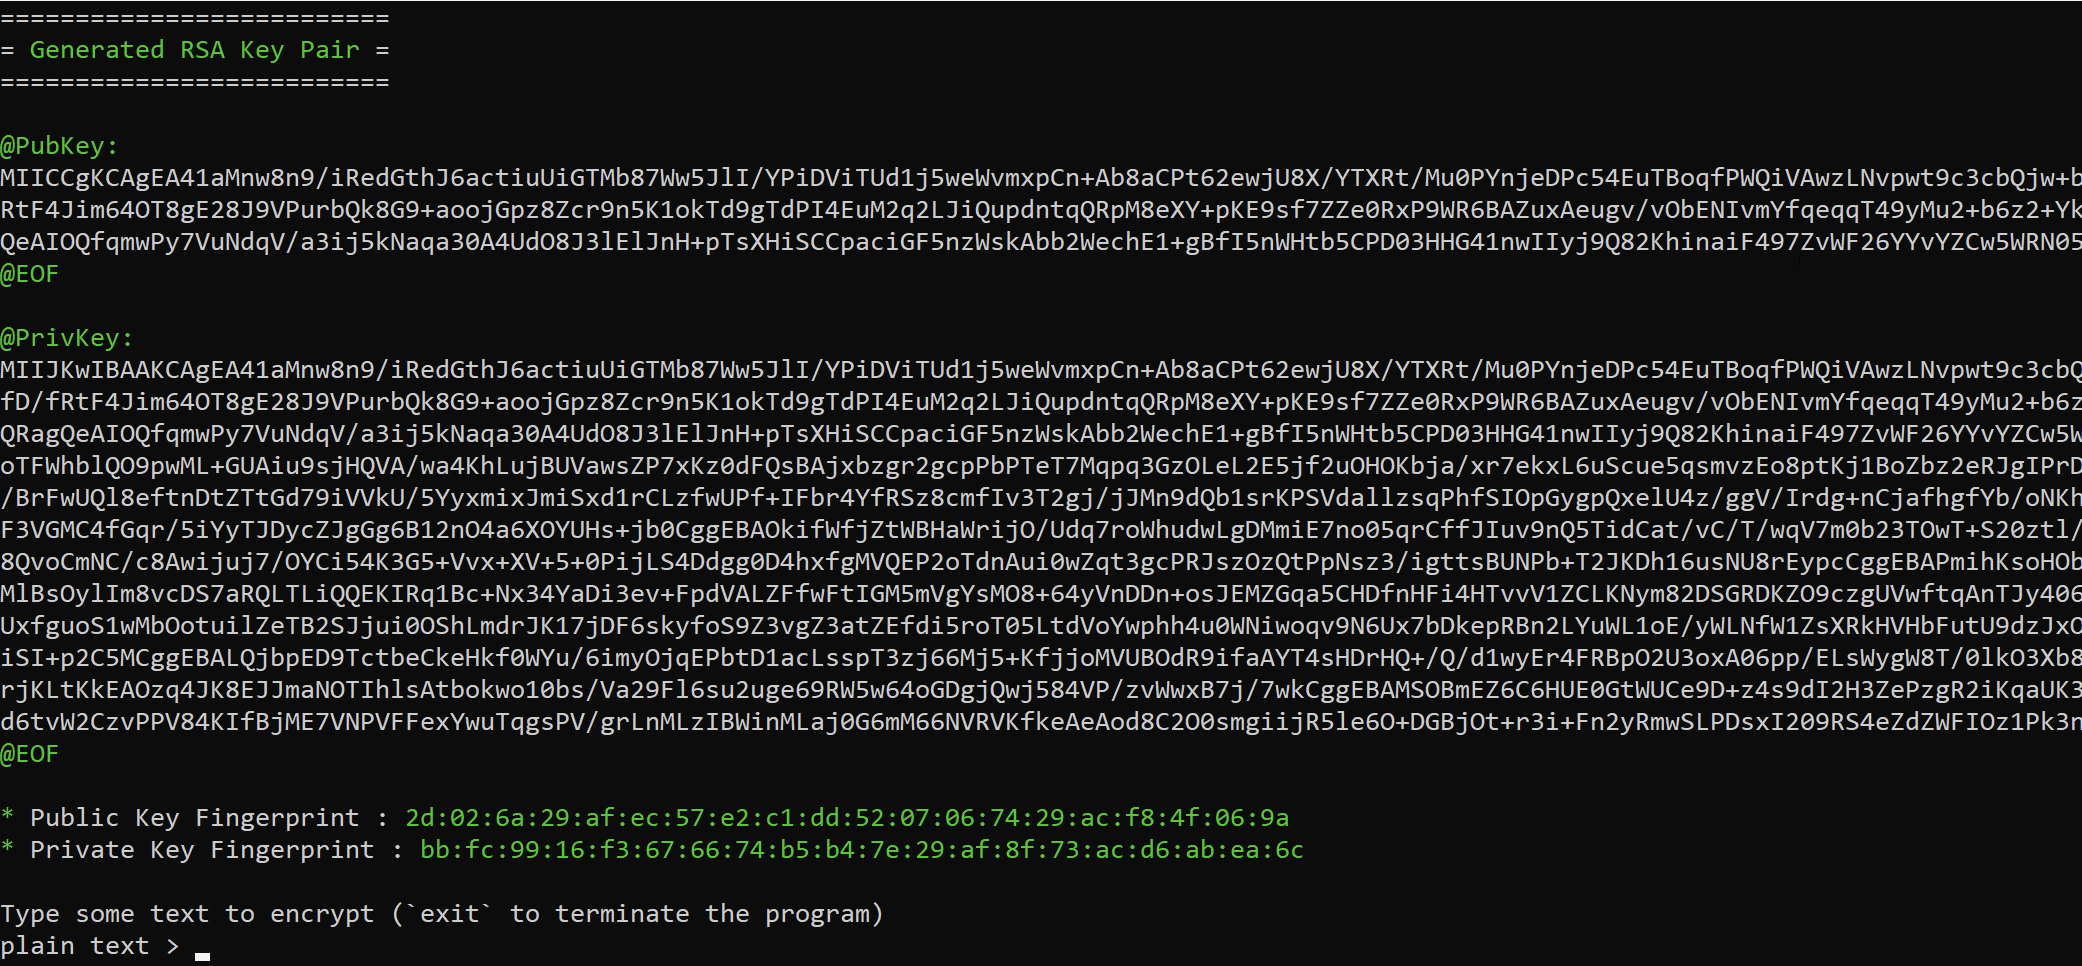 ==========================
= Generated RSA Key Pair =
==========================
@PubKey:
MIICCgKCAgEA41aMnw8n9/iRedGthJ6actiuUiGTMb87Ww5JlI/YPiDViTUd1j5weWvmxpCn+Ab8aCPt62ewjU8X/YTXRt/Mu0PYnjeDPc54EuTBoqfPWQiVAwzLNvpwt9c3cbQjw+b
RtF4Jim64OT8gE28J9VPurbQk8G9+aoojGpz8Zcr9n5K1okTd9gTdPI4EuM2q2LJiQupdntqQRpM8eXY+pKE9sf7ZZe0RxP9WR6BAZuxAeugv/vObENIvmYfqeqqT49yMu2+b6z2+Yk
QeAIOQfqmwPy7VuNdqV/a3ij5kNaqa30A4UdO8J3lElJnH+pTsXHiSCCpaciGF5nzWskAbb2WechE1+gBfI5nWHtb5CPD03HHG41nwIIyj9Q82KhinaiF497ZvWF26YYvYZCw5WRN05
@EOF
@PrivKey:
MIIJKwIBAAKCAgEA41aMnw8n9/iRedGthJ6actiuUiGTMb87Ww5JlI/YPiDViTUd1j5weWvmxpCn+Ab8aCPt62ewjU8X/YTXRt/Mu0PYnjeDPc54EuTBoqfPWQiVAwzLNvpwt9c3cbQ
fD/fRtF4Jim64OT8gE28J9VPurbQk8G9+aoojGpz8Zcr9n5K1okTd9gTdPI4EuM2q2LJiQupdntqQRpM8eXY+pKE9sf7ZZe0RxP9WR6BAZuxAeugv/vObENIvmYfqeqqT49yMu2+b6z
QRagQeAIOQfqmwPy7VuNdqV/a3ij5kNaqa30A4UdO8J3lElJnH+pTsXHiSCCpaciGF5nzWskAbb2WechE1+gBfI5nWHtb5CPD03HHG41nwIIyj9Q82KhinaiF497ZvWF26YYvYZCw5W
oTFWhblQO9pwML+GUAiu9sjHQVA/wa4KhLujBUVawsZP7xKz0dFQsBAjxbzgr2gcpPbPTeT7Mqpq3GzOLeL2E5jf2uOHOKbja/xr7ekxL6uScue5qsmvzEo8ptKj1BoZbz2eRJgIPrD
/BrFwUQl8eftnDtZTtGd79iVVkU/5YyxmixJmiSxd1rCLzfwUPf+IFbr4YfRSz8cmfIv3T2gj/jJMn9dQb1srKPSVdallzsqPhfSIOpGygpQxelU4z/ggV/Irdg+nCjafhgfYb/oNKh
F3VGMC4fGqr/5iYyTJDycZJgGg6B12nO4a6XOYUHs+jb0CggEBAOkifWfjZtWBHaWrijO/Udq7roWhudwLgDMmiE7no05qrCffJIuv9nQ5TidCat/vC/T/wqV7m0b23TOwT+S20ztl/
8QvoCmNC/c8Awijuj7/OYCi54K3G5+Vvx+XV+5+0PijLS4Ddgg0D4hxfgMVQEP2oTdnAui0wZqt3gcPRJszOzQtPpNsz3/igttsBUNPb+T2JKDh16usNU8rEypcCggEBAPmihKsoHOb
MlBsOylIm8vcDS7aRQLTLiQQEKIRq1Bc+Nx34YaDi3ev+FpdVALZFfwFtIGM5mVgYsMO8+64yVnDDn+osJEMZGqa5CHDfnHFi4HTvvV1ZCLKNym82DSGRDKZO9czgUVwftqAnTJy406
UxfguoS1wMbOotuilZeTB2SJjui0OShLmdrJK17jDF6skyfoS9Z3vgZ3atZEfdi5roT05LtdVoYwphh4u0WNiwoqv9N6Ux7bDkepRBn2LYuWL1oE/yWLNfW1ZsXRkHVHbFutU9dzJxO
iSI+p2C5MCggEBALQjbpED9TctbeCkeHkf0WYu/6imyOjqEPbtD1acLsspT3zj66Mj5+KfjjoMVUBOdR9ifaAYT4sHDrHQ+/Q/d1wyEr4FRBpO2U3oxA06pp/ELsWygW8T/0lkO3Xb8
rjKLtKkEAOzq4JK8EJJmaNOTIhlsAtbokwo10bs/Va29Fl6su2uge69RW5w64oGDgjQwj584VP/zvWwxB7j/7wkCggEBAMSOBmEZ6C6HUE0GtWUCe9D+z4s9dI2H3ZePzgR2iKqaUK3
d6tvW2CzvPPV84KIfBjME7VNPVFFexYwuTqgsPV/grLnMLzIBWinMLaj0G6mM66NVRVKfkeAeAod8C2O0smgiijR5le6O+DGBjOt+r3i+Fn2yRmwSLPDsxI209RS4eZdZWFIOz1Pk3n
@EOF
* Public Key Fingerprint : 2d:02:6a:29:af:ec:57:e2:c1:dd:52:07:06:74:29:ac:f8:4f:06:9a
* Private Key Fingerprint : bb:fc:99:16:f3:67:66:74:b5:b4:7e:29:af:8f:73:ac:d6:ab:ea:6c
Type some text to encrypt (`exit` to terminate the program)
plain text >